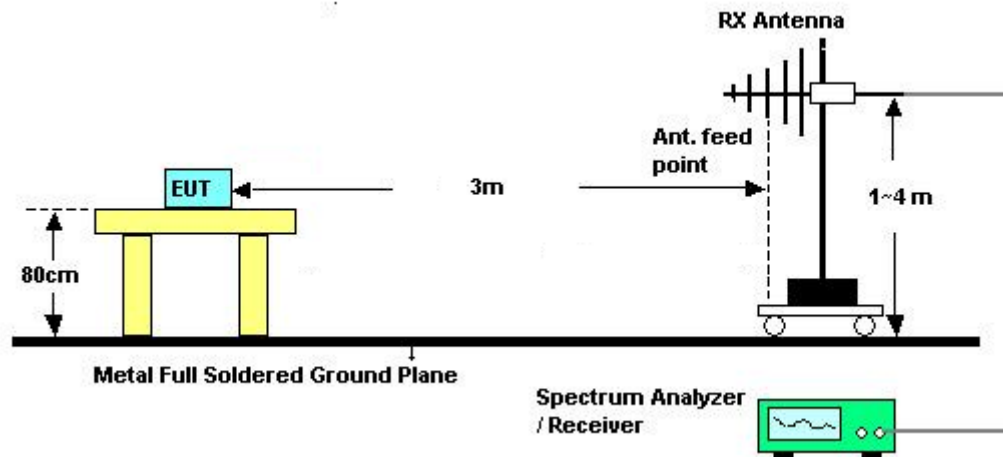 RX Antenna
Ant. feed
point
EUT
3m
1~4 m
80cm
Metal Full Soldered Ground Plane
Spectrum Analyzer
/ Receiver